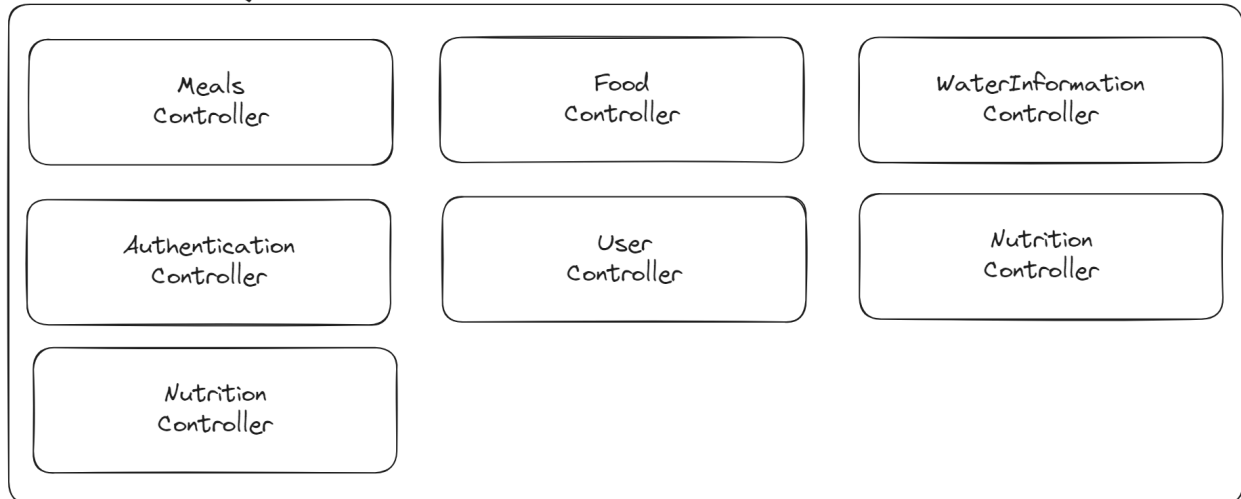 Meals
Controller
Food
Controller
WaterInformation
Controller
Authentication
Controller
User
Controller
Nutrition
Controller
Nutrition
Controller